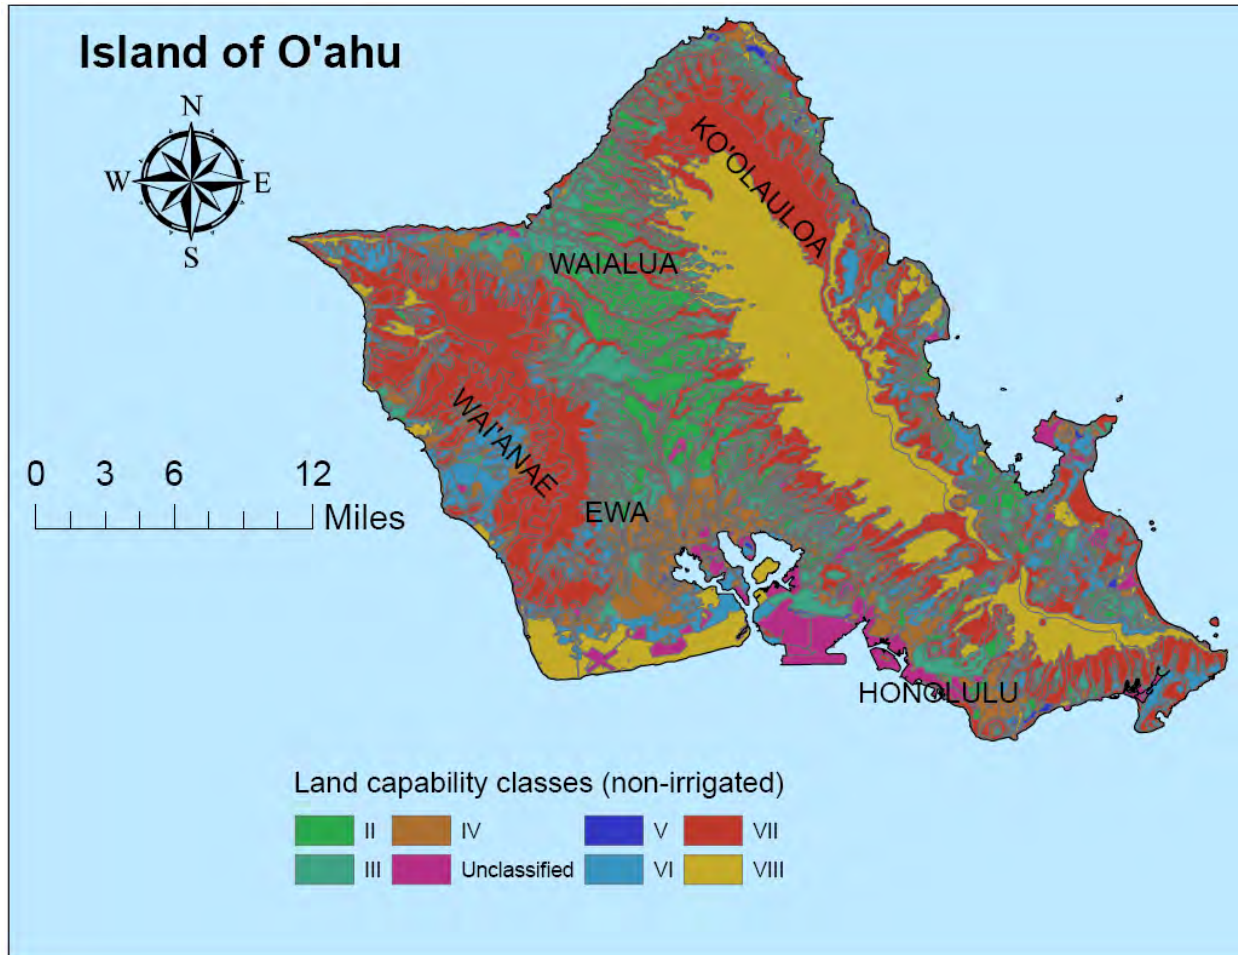 Island of O'ahu
N
W E
S
KO'OLAULOA
WAIALUA
WAI'ANAE
EWA
0 3 6 12
Miles
HONOLULU
Land capability classes (non-irrigated)
II IV V VII
III Unclassified VI VIII